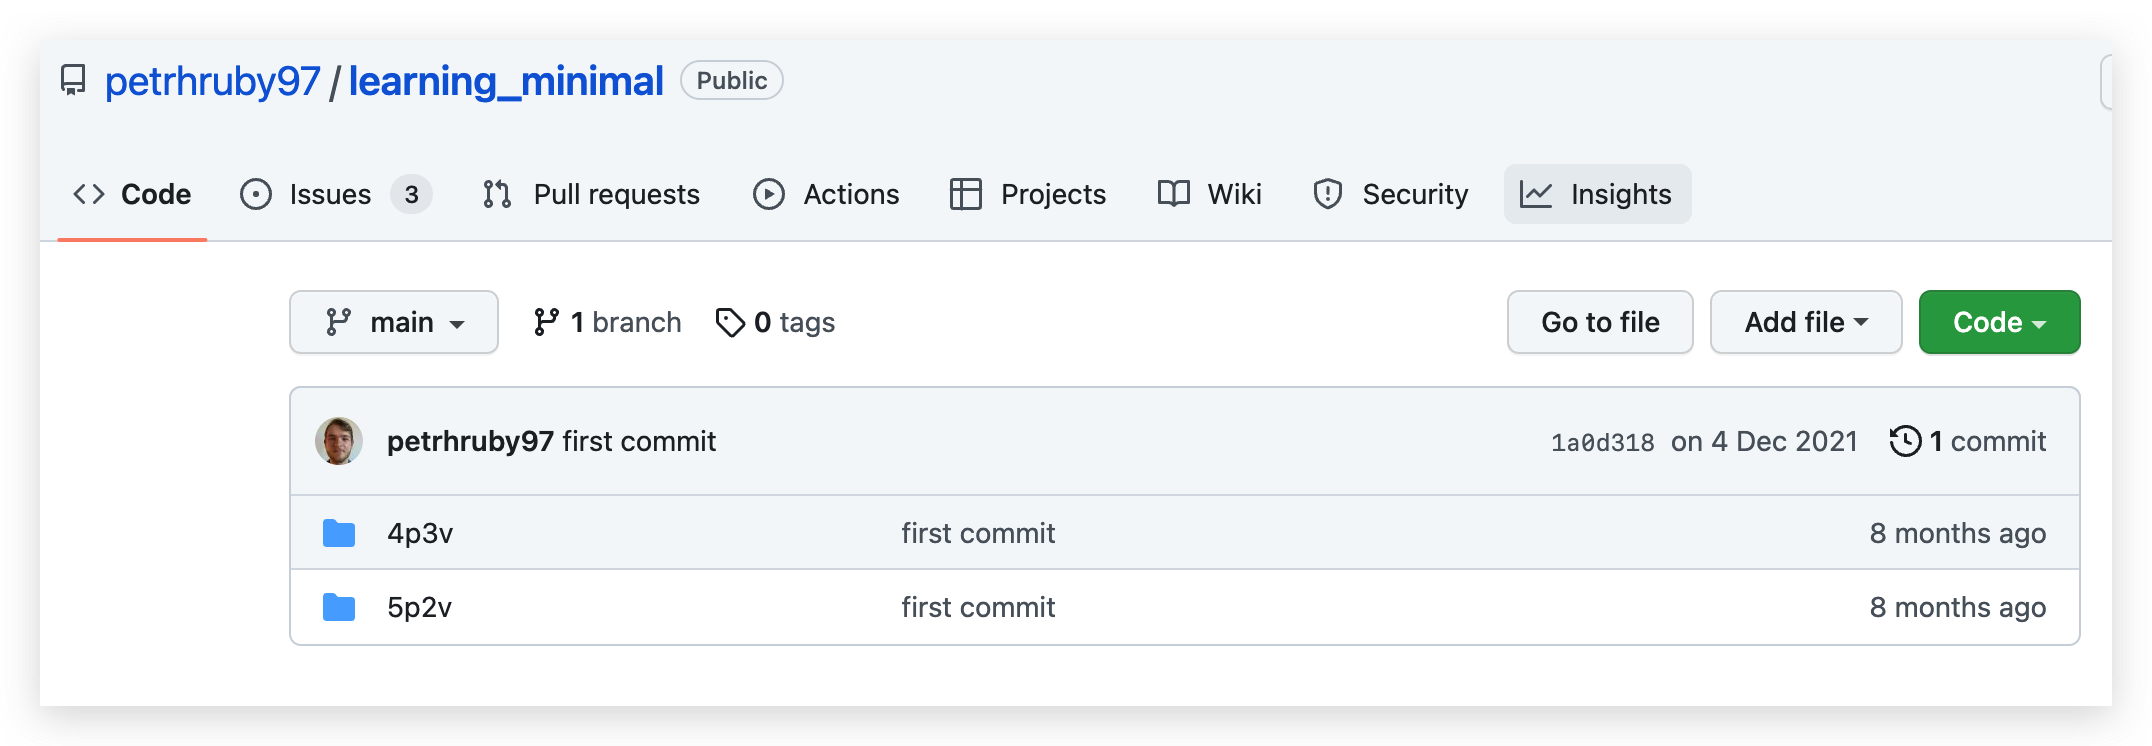 petrhruby97 / learning_minimal Public
Code Issues 3 Pull requests Actions Projects Wiki Security Insights
main 1 branch 0 tags Go to file Add file Code
petrhruby97 first commit 1a0d318 on 4 Dec 2021 1 commit
4p3v first commit 8 months ago
5p2v first commit 8 months ago